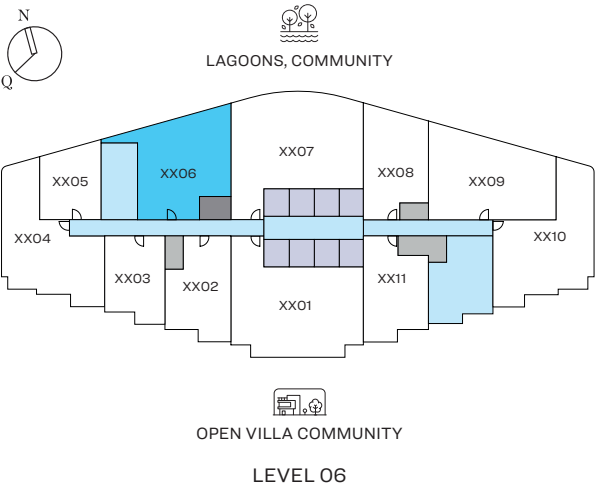 N
Q
LAGOONS, COMMUNITY
XX07
XX08
XX06
XX05
XX09
XX04
XX10
XX03
XX02
XX11
XX01
OPEN VILLA COMMUNITY
LEVEL 06